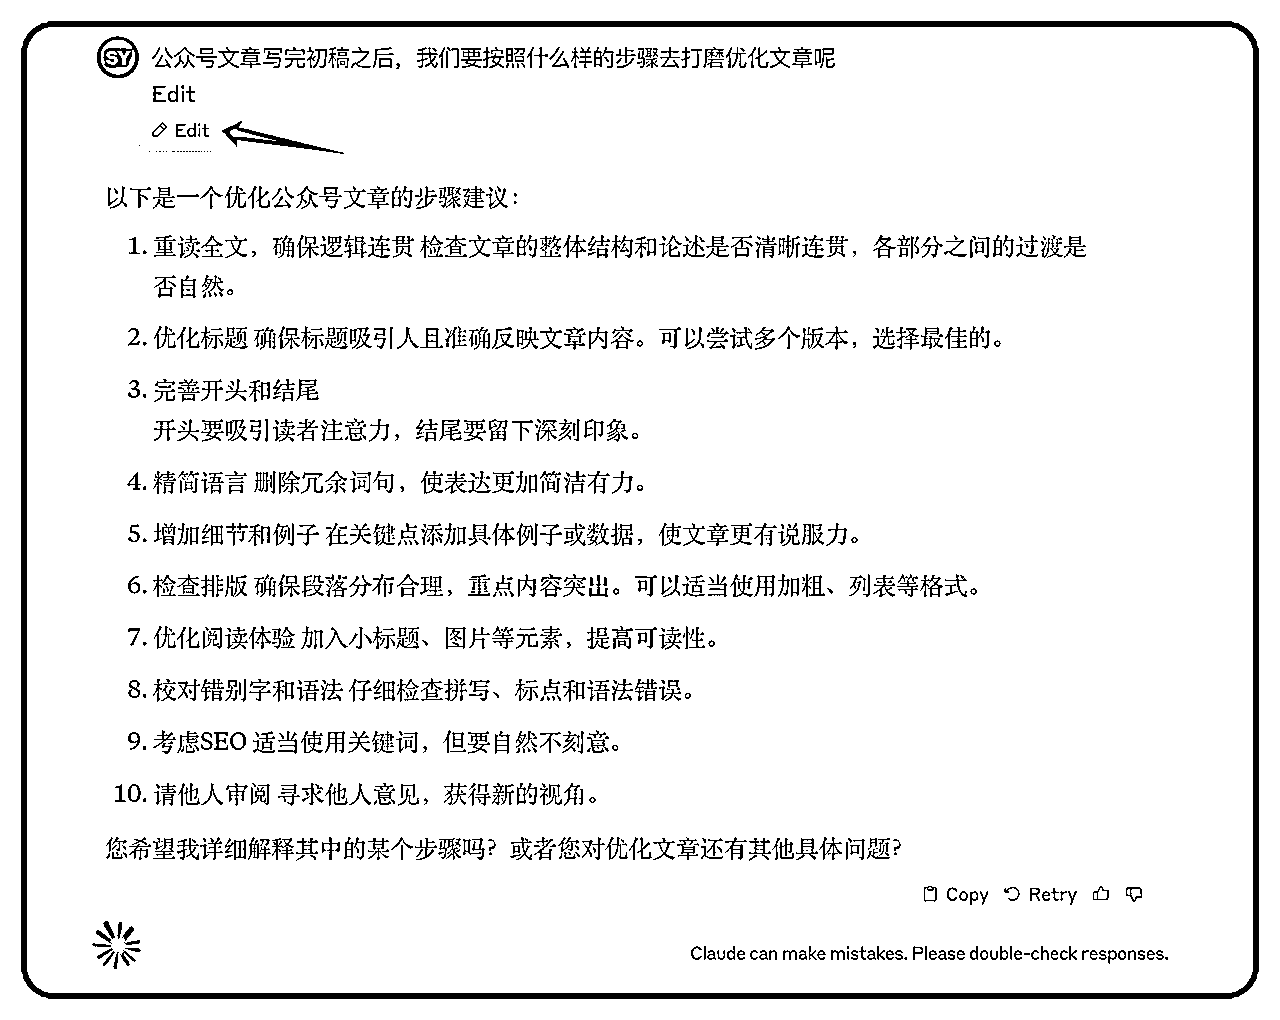 SY 公众号文章写完初稿之后，我们要按照什么样的步骤去打磨优化文章呢
Edit
Edit
以下是一个优化公众号文章的步骤建议：
1. 重读全文，确保逻辑连贯 检查文章的整体结构和论述是否清晰连贯，各部分之间的过渡是
否自然。
2. 优化标题 确保标题吸引人且准确反映文章内容。可以尝试多个版本，选择最佳的。
3. 完善开头和结尾
开头要吸引读者注意力，结尾要留下深刻印象。
4. 精简语言 删除冗余词句，使表达更加简洁有力。
5. 增加细节和例子 在关键点添加具体例子或数据，使文章更有说服力。
6. 检查排版 确保段落分布合理，重点内容突出。可以适当使用加粗、列表等格式。
7. 优化阅读体验 加入小标题、图片等元素，提高可读性。
8. 校对错别字和语法 仔细检查拼写、标点和语法错误。
9. 考虑SEO 适当使用关键词，但要自然不刻意。
10. 请他人审阅 寻求他人意见，获得新的视角。
您希望我详细解释其中的某个步骤吗？或者您对优化文章还有其他具体问题？
Copy Retry
Claude can make mistakes. Please double-check responses.